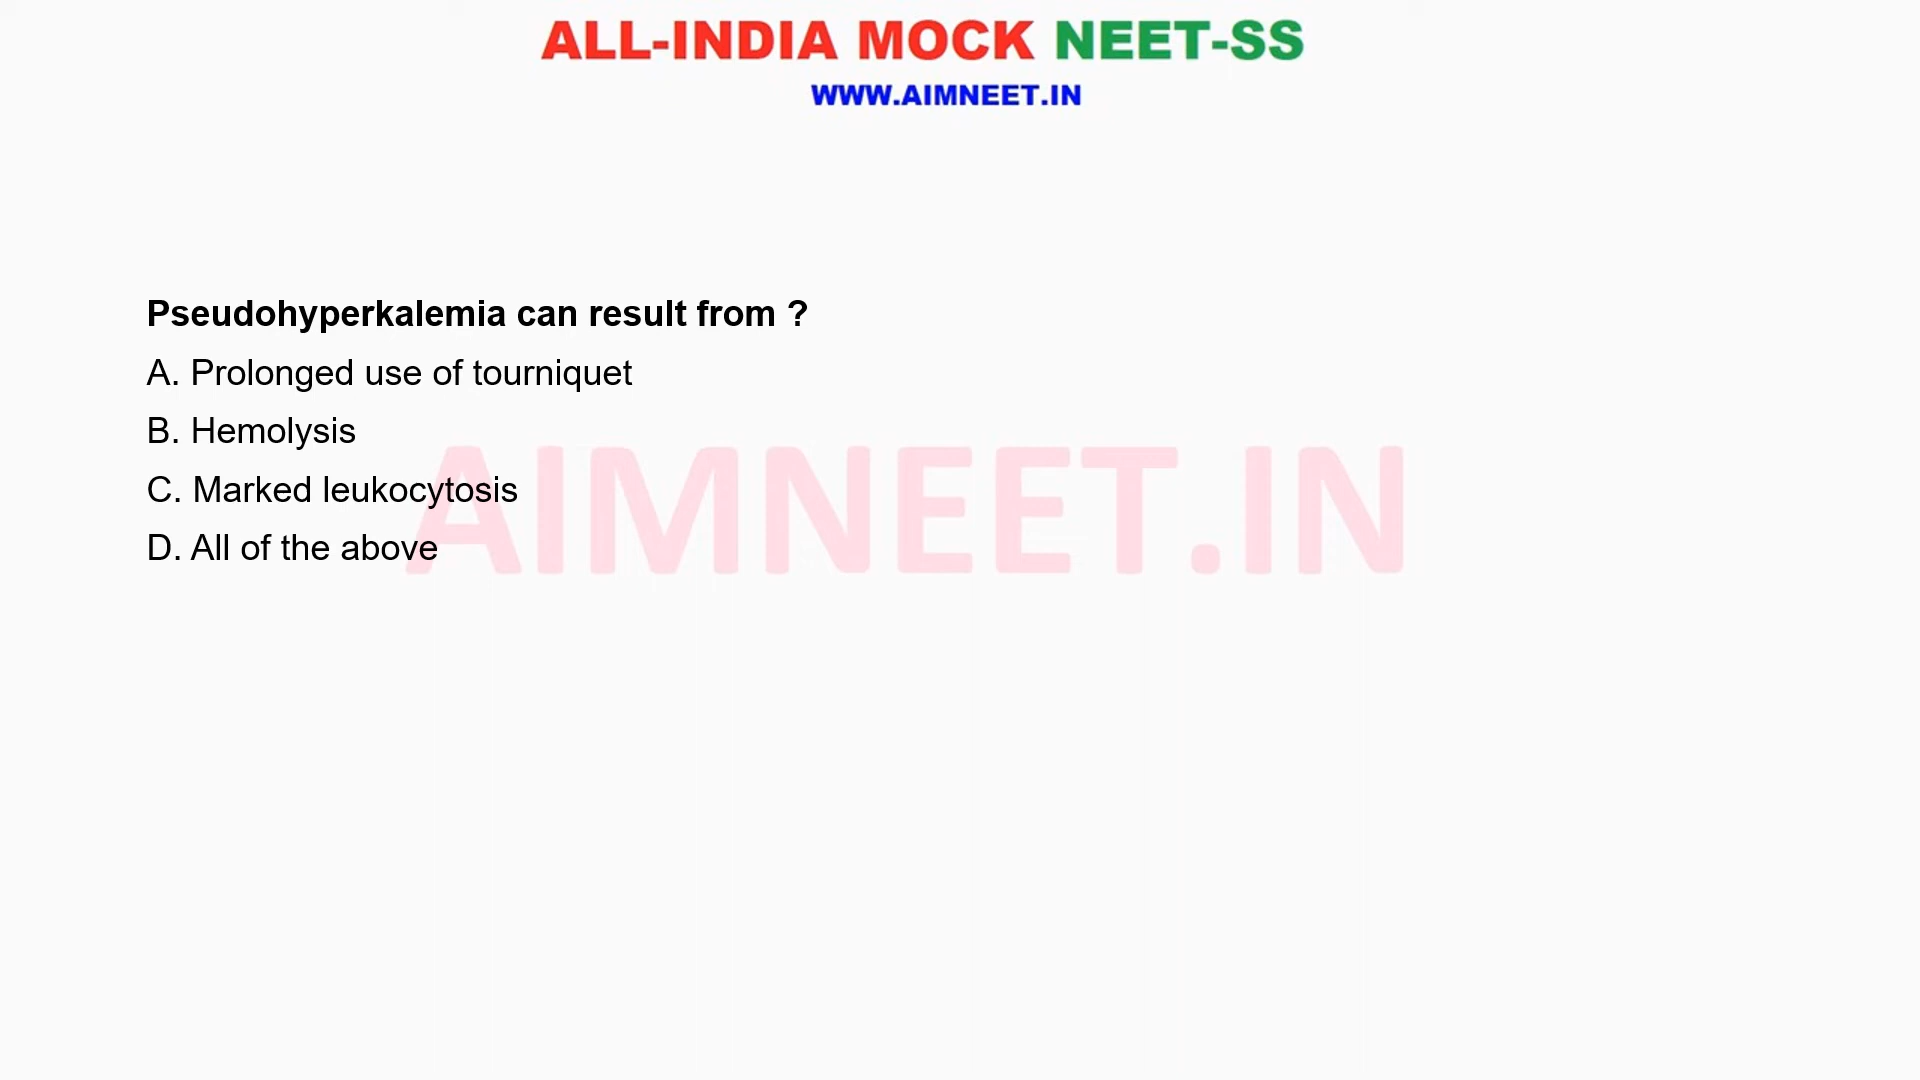 ALL-INDIA MOCK NEET-SS
WWW.AIMNEET.IN
Pseudohyperkalemia can result from ?
A. Prolonged use of tourniquet
B. Hemolysis
C. Marked leukocytosis
D. All of the above
AIMNEET.IN